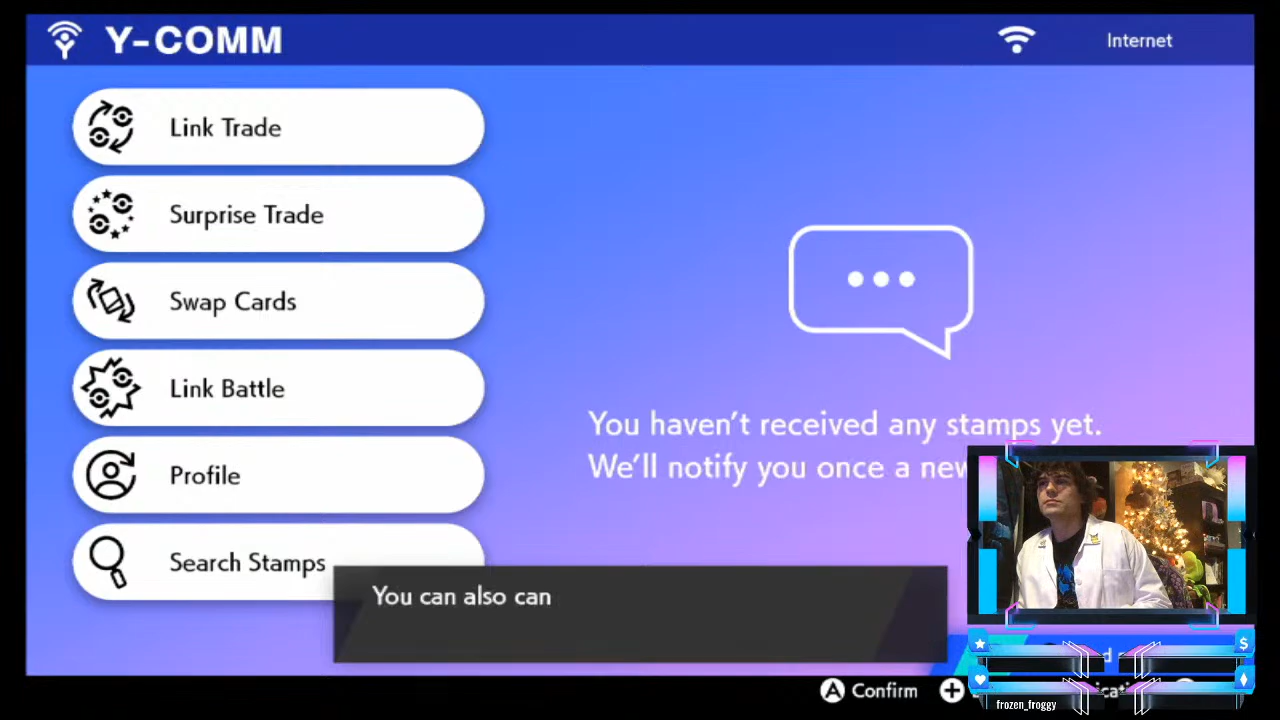 Y-COMM
Internet
Link Trade
Surprise Trade
Swap Cards
Link Battle
Profile
Search Stamps
You haven't received any stamps yet.
We'll notify you once a new
You can also can
Confirm
frozen_froggy